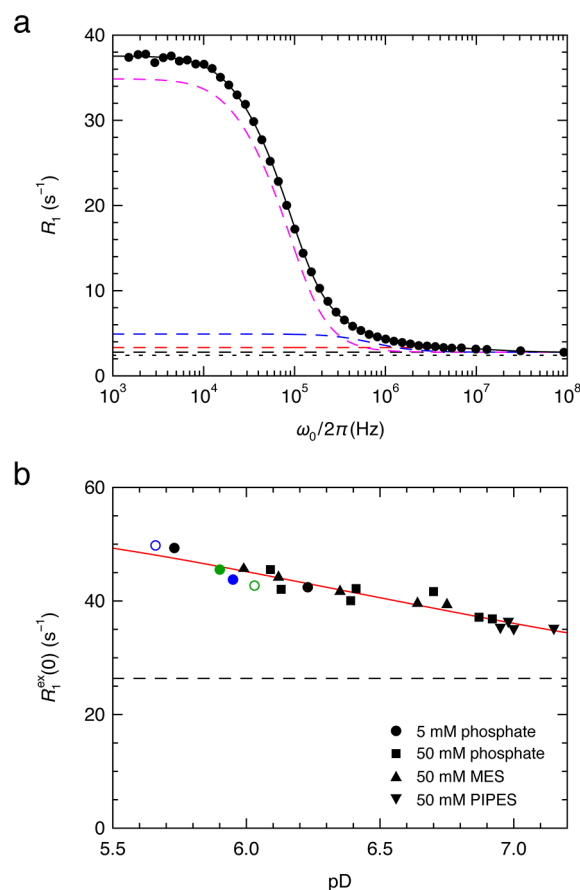 a
40
30
20
10
0
R₁ (s⁻¹)
10³ 10⁴ 10⁵ 10⁶ 10⁷ 10⁸
ω₀/2π(Hz)
b
60
40
20
0
R₁ᵉˣ(0) (s⁻¹)
5 mM phosphate
50 mM phosphate
50 mM MES
50 mM PIPES
5.5 6.0 6.5 7.0
pD